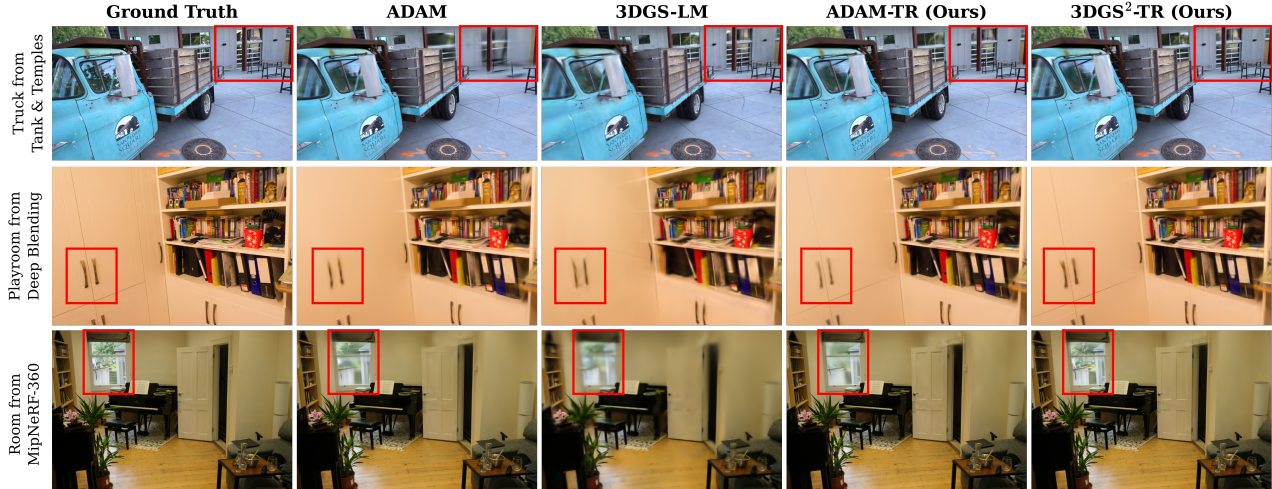 Ground Truth
ADAM
3DGS-LM
ADAM-TR (Ours)
3DGS²-TR (Ours)
Truck from
Tank & Temples
Playroom from
Deep Blending
Room from
MipNeRF-360